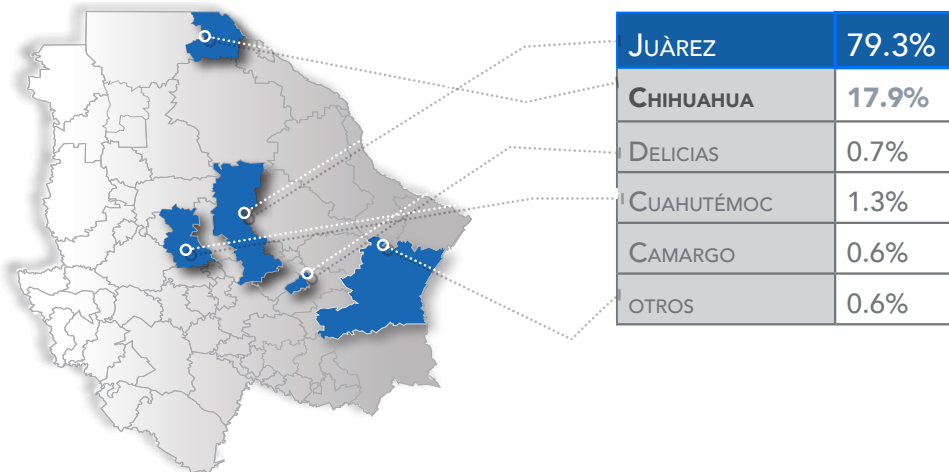 JUÀREZ 79.3%
CHIHUAHUA 17.9%
DELICIAS 0.7%
CUAHUTÉMOC 1.3%
CAMARGO 0.6%
OTROS 0.6%